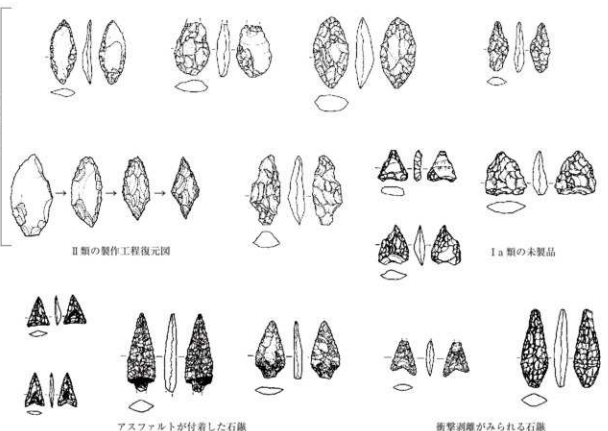 Ⅱ類の製作工程復元図
Ⅰa類の未製品
アスファルトが付着した石鏃
衝撃剥離がみられる石鏃